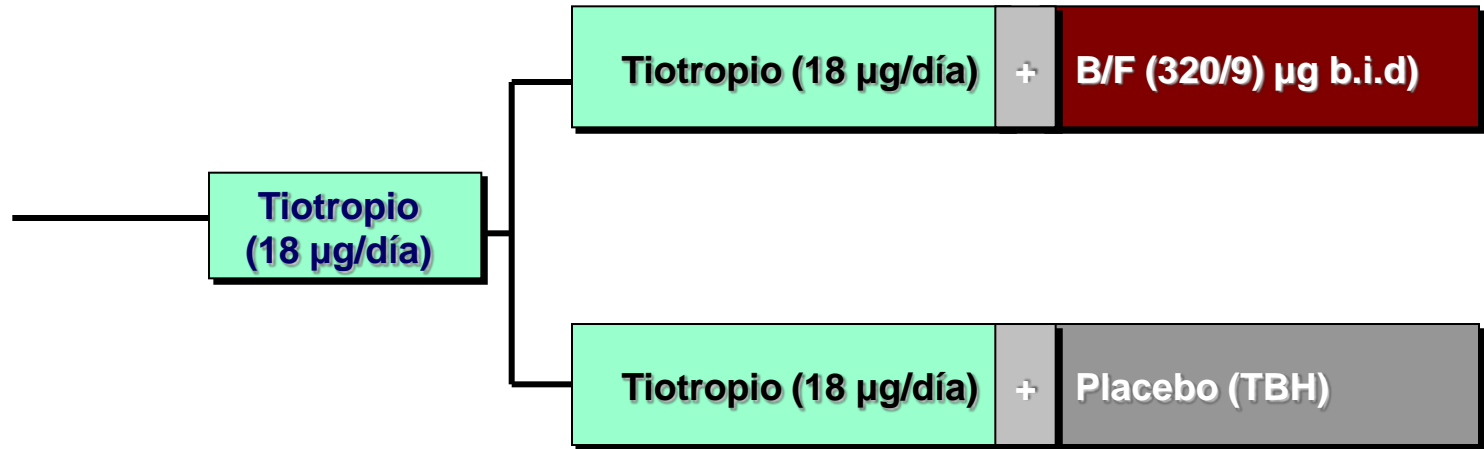 Tiotropio (18 µg/día) + B/F (320/9) µg b.i.d)
Tiotropio
(18 µg/día)
Tiotropio (18 µg/día) + Placebo (TBH)